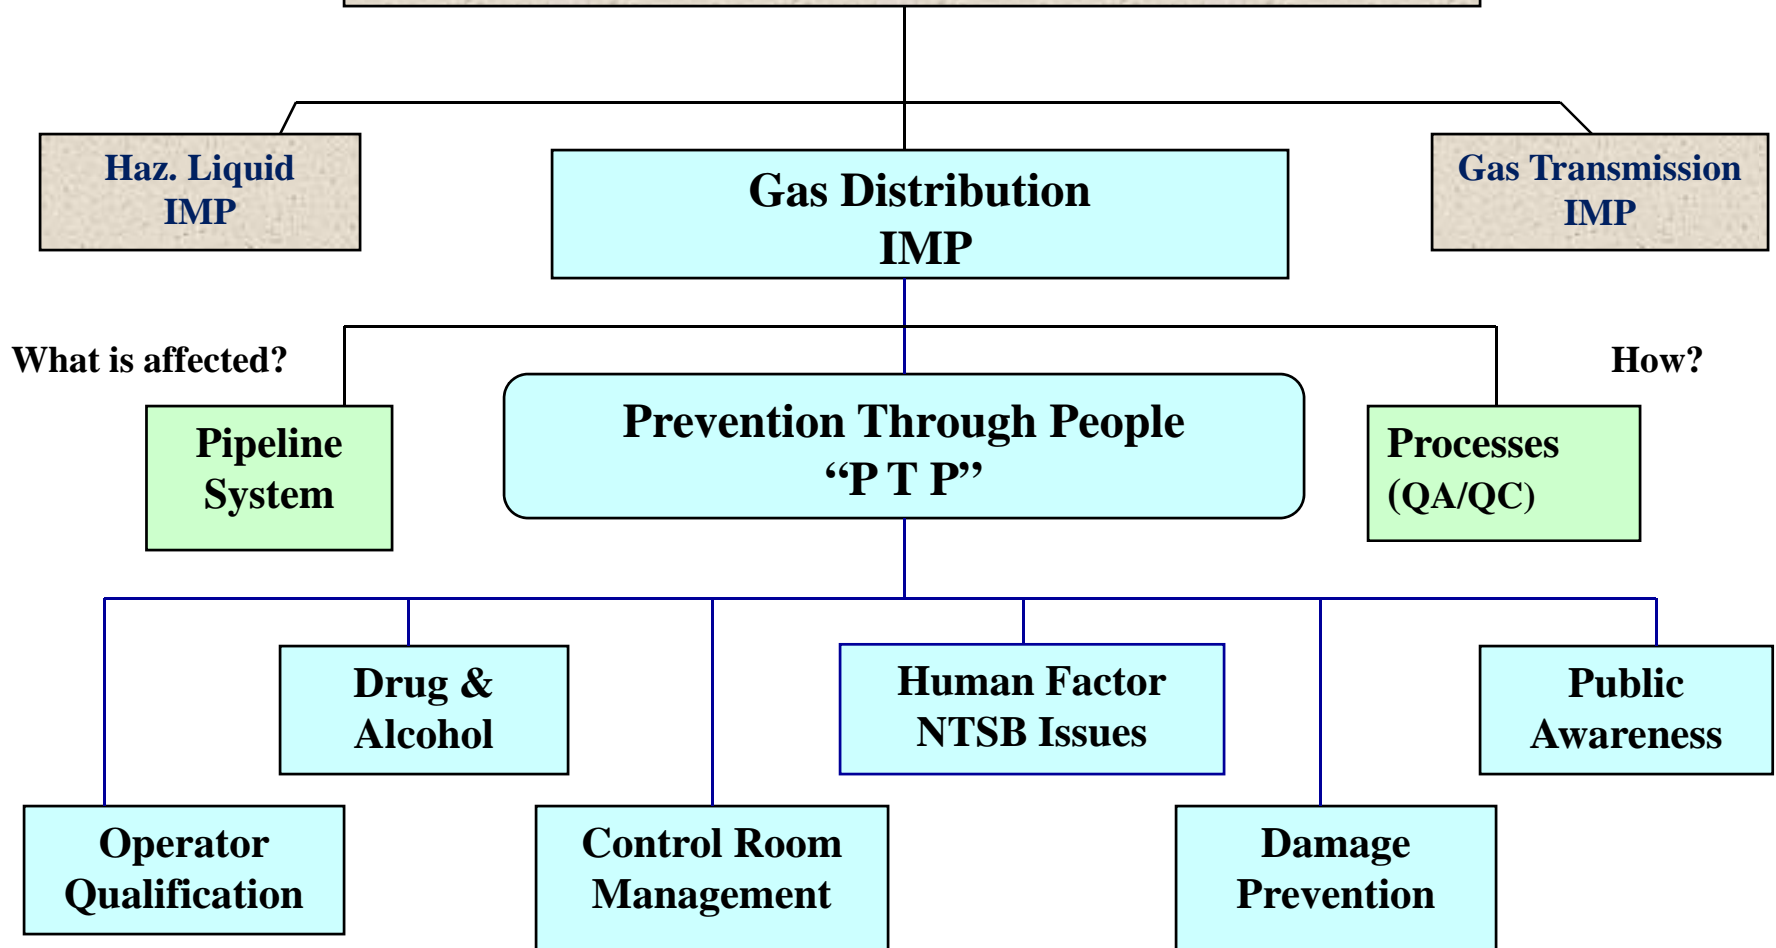 Haz. Liquid
IMP
Gas Distribution
IMP
Gas Transmission
IMP
What is affected?
How?
Pipeline
System
Prevention Through People
“P T P”
Processes
(QA/QC)
Drug &
Alcohol
Human Factor
NTSB Issues
Public
Awareness
Operator
Qualification
Control Room
Management
Damage
Prevention